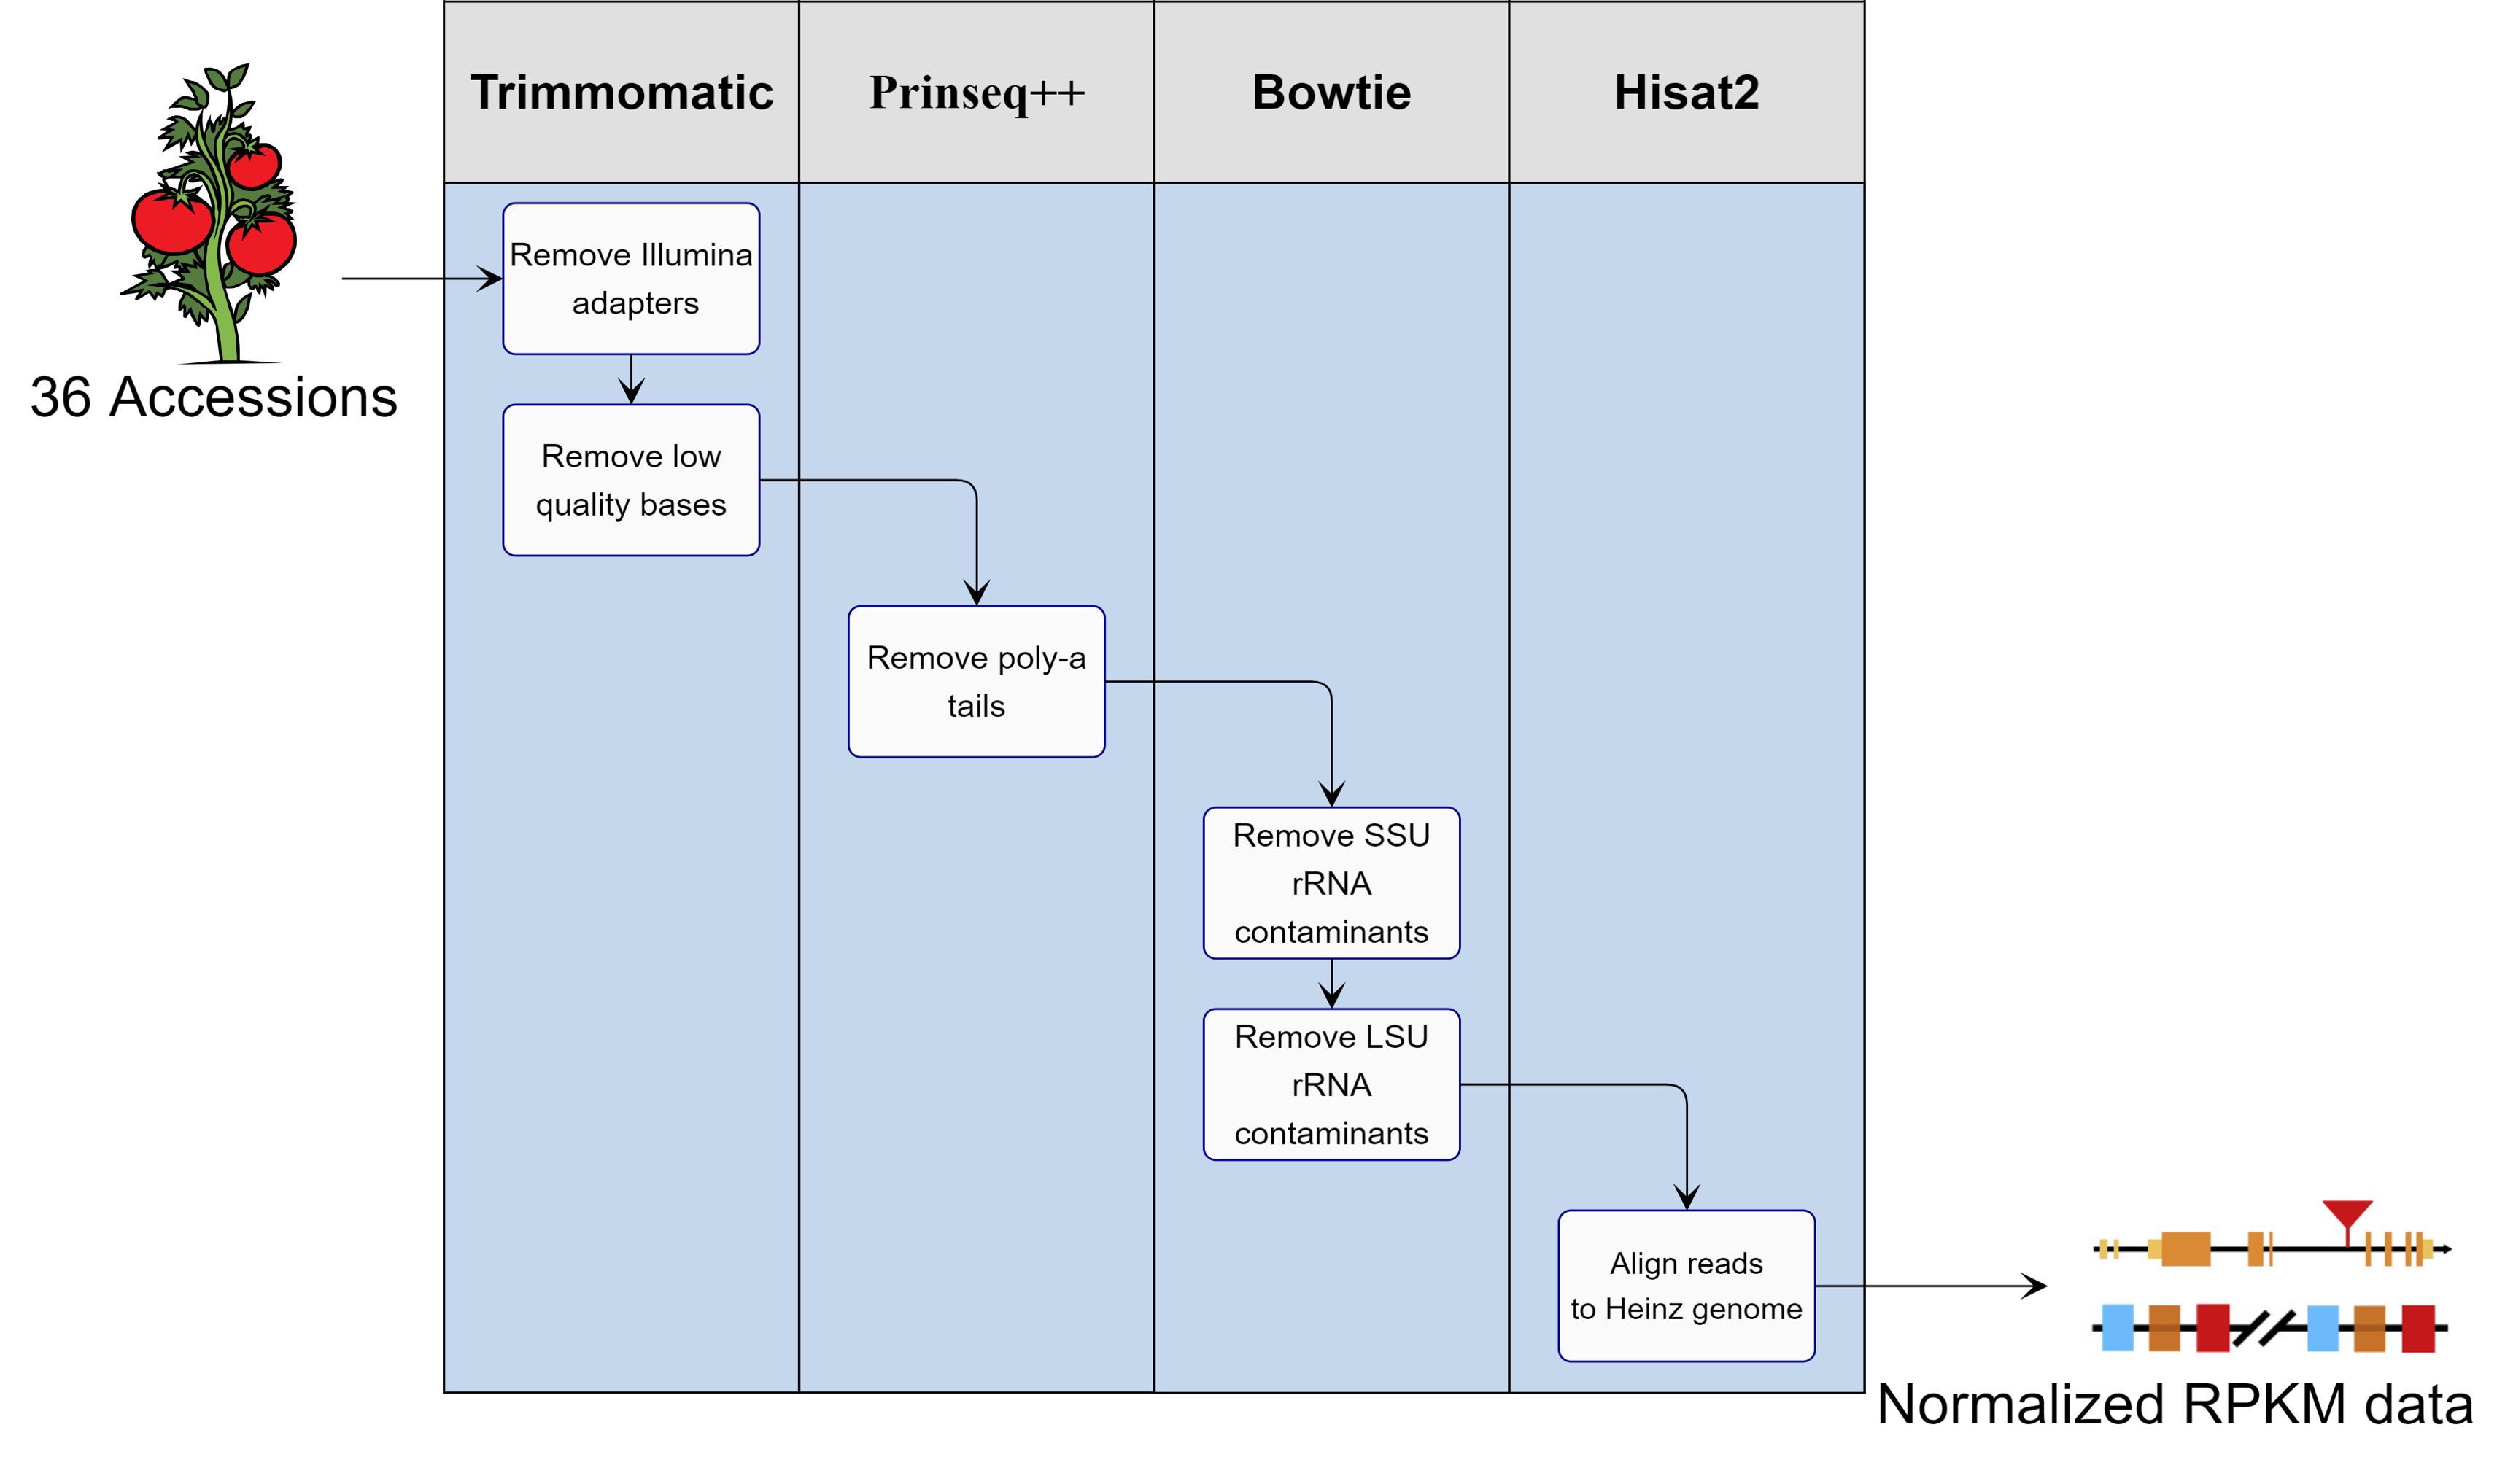 Trimmomatic
Prinseq++
Bowtie
Hisat2
36 Accessions
Remove Illumina
adapters
Remove low
quality bases
Remove poly-a
tails
Remove SSU
rRNA
contaminants
Remove LSU
rRNA
contaminants
Align reads
to Heinz genome
Normalized RPKM data